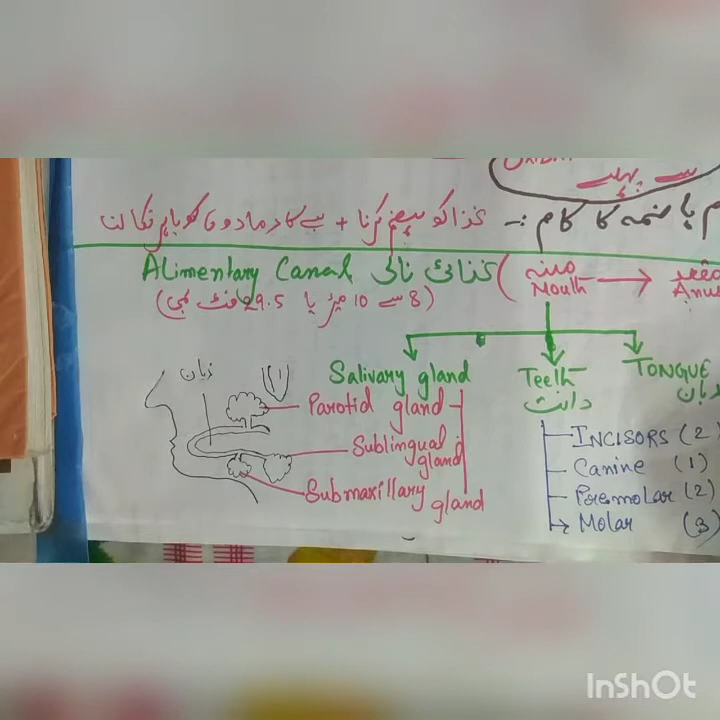 سے پہلے
ہاضمہ کا کام :- غذا کو ہضم کرنا + بے کار مادوں کو باہر نکالنا
Alimentary Canal غذائی نالی (منہ → مقعد
Mouth Anus
(8 سے 10 میٹر یا 29.5 فٹ لمبی)
زبان
Salivary gland
Parotid gland
Sublingual gland
Submaxillary gland
Teeth
دانت
INCISORS (2)
Canine (1)
Premolar (2)
Molar (3)
TONGUE
زبان
InShOt